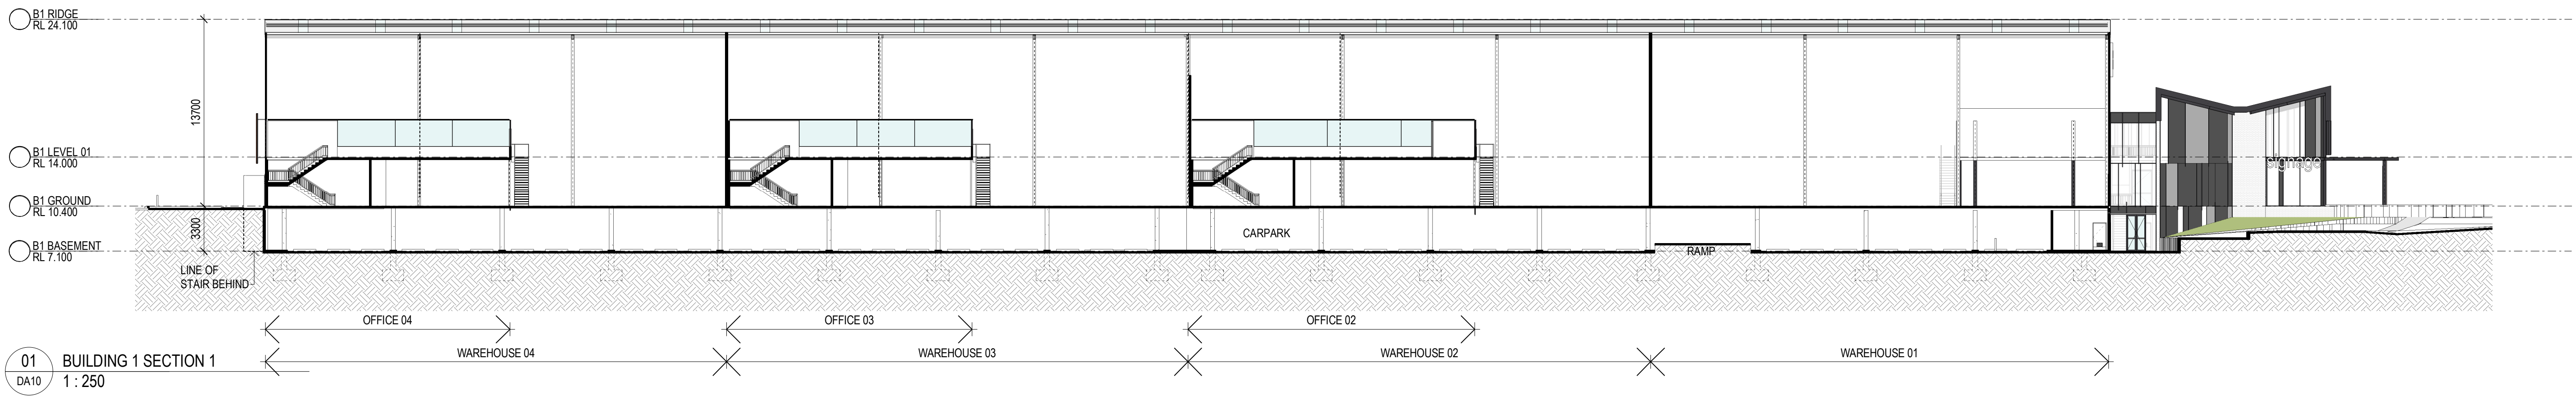 B1 RIDGE
RL 24.100
13700
B1 LEVEL 01
RL 14.000
signage
B1 GROUND
RL 10.400
3300
CARPARK
B1 BASEMENT
RL 7.100
RAMP
LINE OF
STAIR BEHIND
OFFICE 04
OFFICE 03
OFFICE 02
WAREHOUSE 04
WAREHOUSE 03
WAREHOUSE 02
WAREHOUSE 01
01
BUILDING 1 SECTION 1
DA10
1 : 250